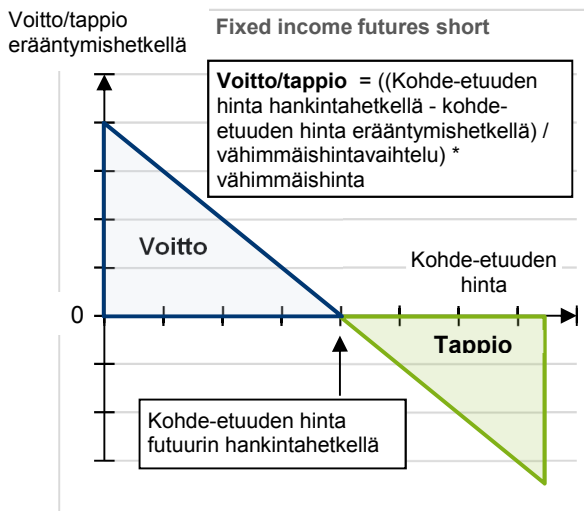 Voitto/tappio
erääntymishetkellä
Fixed income futures short
Voitto/tappio = ((Kohde-etuuden
hinta hankintahetkellä - kohde-
etuuden hinta erääntymishetkellä) /
vähimmäishintavaihtelu) *
vähimmäishinta
Voitto
Kohde-etuuden
hinta
0
Tappio
Kohde-etuuden hinta
futuurin hankintahetkellä